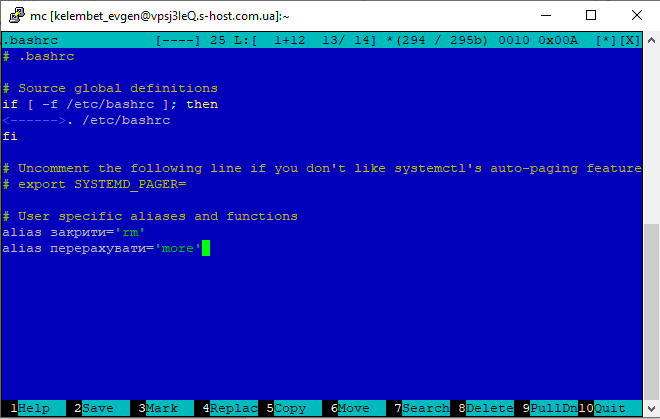 mc [kelembet_evgen@vpsj3leQ.s-host.com.ua]:~
.bashrc [----] 25 L:[ 1+12 13/ 14] *(294 / 295b) 0010 0x00A [*][X]
# .bashrc
# Source global definitions
if [ -f /etc/bashrc ]; then
<------>. /etc/bashrc
fi
# Uncomment the following line if you don't like systemctl's auto-paging feature
# export SYSTEMD_PAGER=
# User specific aliases and functions
alias закрити='rm'
alias перерахувати='more'
1Help 2Save 3Mark 4Replac 5Copy 6Move 7Search 8Delete 9PullDn 10Quit